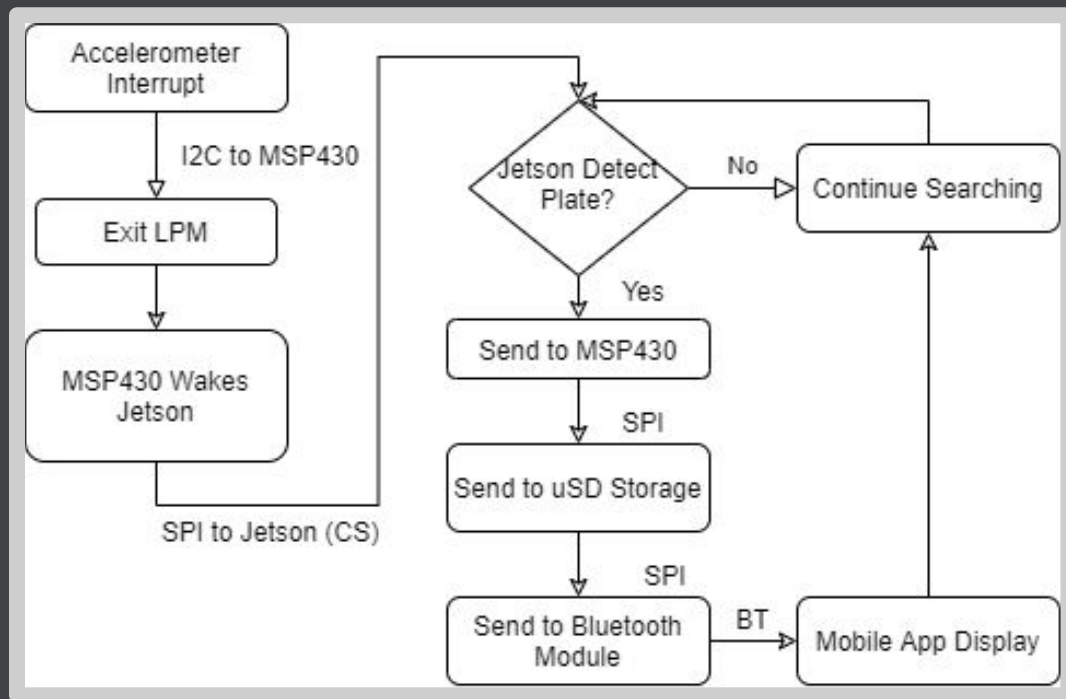 Accelerometer
Interrupt
I2C to MSP430
Exit LPM
MSP430 Wakes
Jetson
SPI to Jetson (CS)
Jetson Detect
Plate?
No
Continue Searching
Yes
Send to MSP430
SPI
Send to uSD Storage
SPI
Send to Bluetooth
Module
BT
Mobile App Display